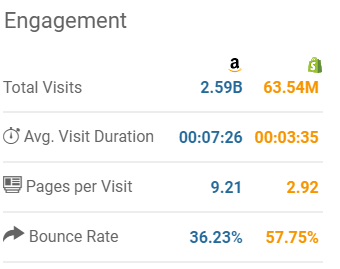 Engagement
Total Visits 2.59B 63.54M
Avg. Visit Duration 00:07:26 00:03:35
Pages per Visit 9.21 2.92
Bounce Rate 36.23% 57.75%